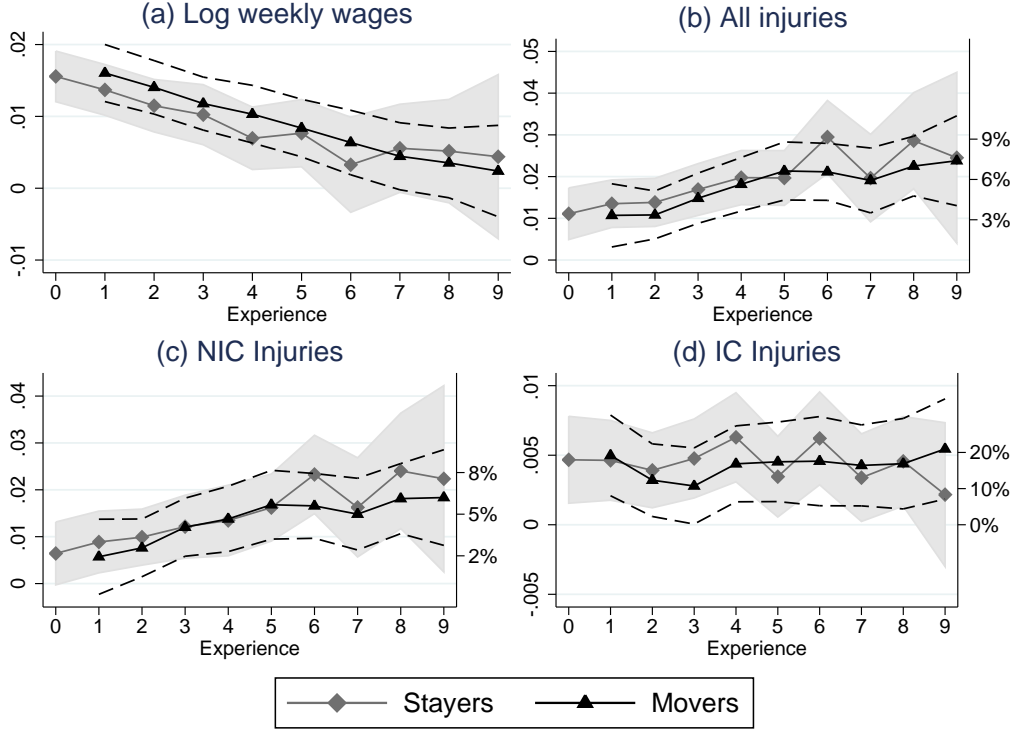 (a) Log weekly wages
.02
.01
0
-.01
0 1 2 3 4 5 6 7 8 9
Experience
(b) All injuries
.05
.04
.03
.02
.01
0
9%
6%
3%
0 1 2 3 4 5 6 7 8 9
Experience
(c) NIC Injuries
.04
.03
.02
.01
0
8%
5%
2%
0 1 2 3 4 5 6 7 8 9
Experience
(d) IC Injuries
.01
.005
0
-.005
20%
10%
0%
0 1 2 3 4 5 6 7 8 9
Experience
Stayers Movers